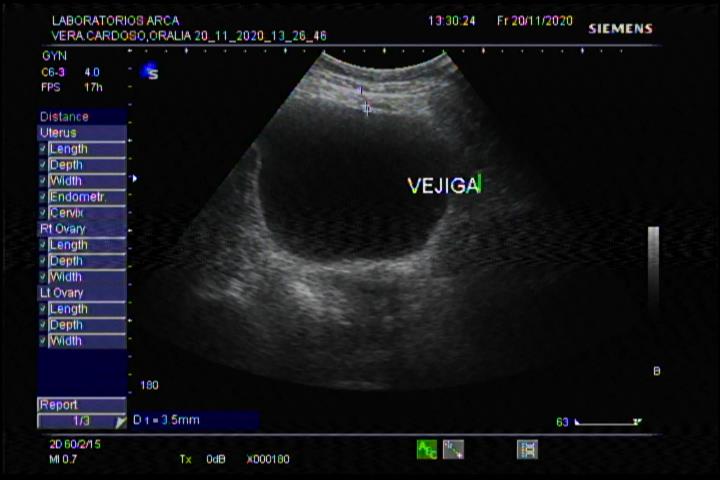 LABORATORIOS ARCA 13:30:24 Fr 20/11/2020 SIEMENS
VERA.CARDOSO,ORALIA 20_11_2020_13_26_46
GYN
C6-3 4.0
FPS 17h
S
Distance
Uterus
Length
Depth
Width
Endometr.
Cervix
Rt Ovary
Length
Depth
Width
Lt Ovary
Length
Depth
Width
VEJIGA
B
180
Report
1/3
D 1 = 3.5mm
63
2D 60/2/15
MI 0.7 Tx 0dB X000180